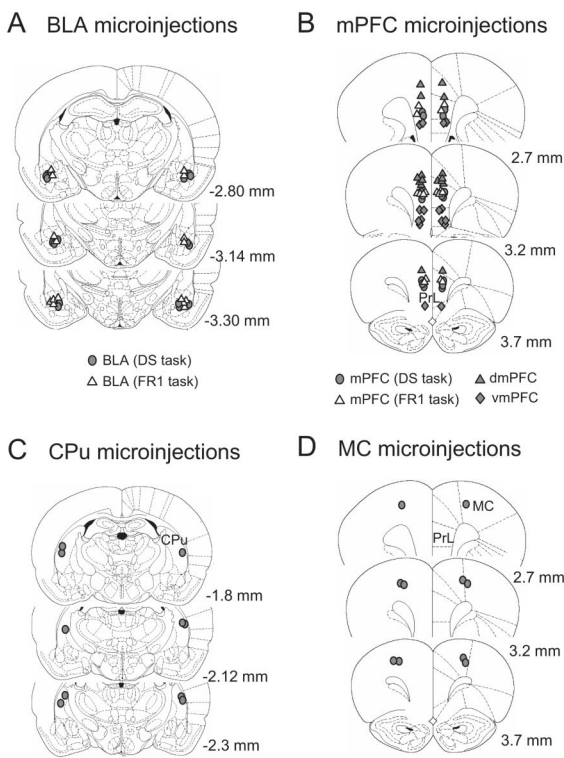 A BLA microinjections
-2.80 mm
-3.14 mm
-3.30 mm
BLA (DS task)
BLA (FR1 task)
B mPFC microinjections
2.7 mm
3.2 mm
PrL
3.7 mm
mPFC (DS task) dmPFC
mPFC (FR1 task) vmPFC
C CPu microinjections
CPu
-1.8 mm
-2.12 mm
-2.3 mm
D MC microinjections
MC
PrL
2.7 mm
3.2 mm
3.7 mm